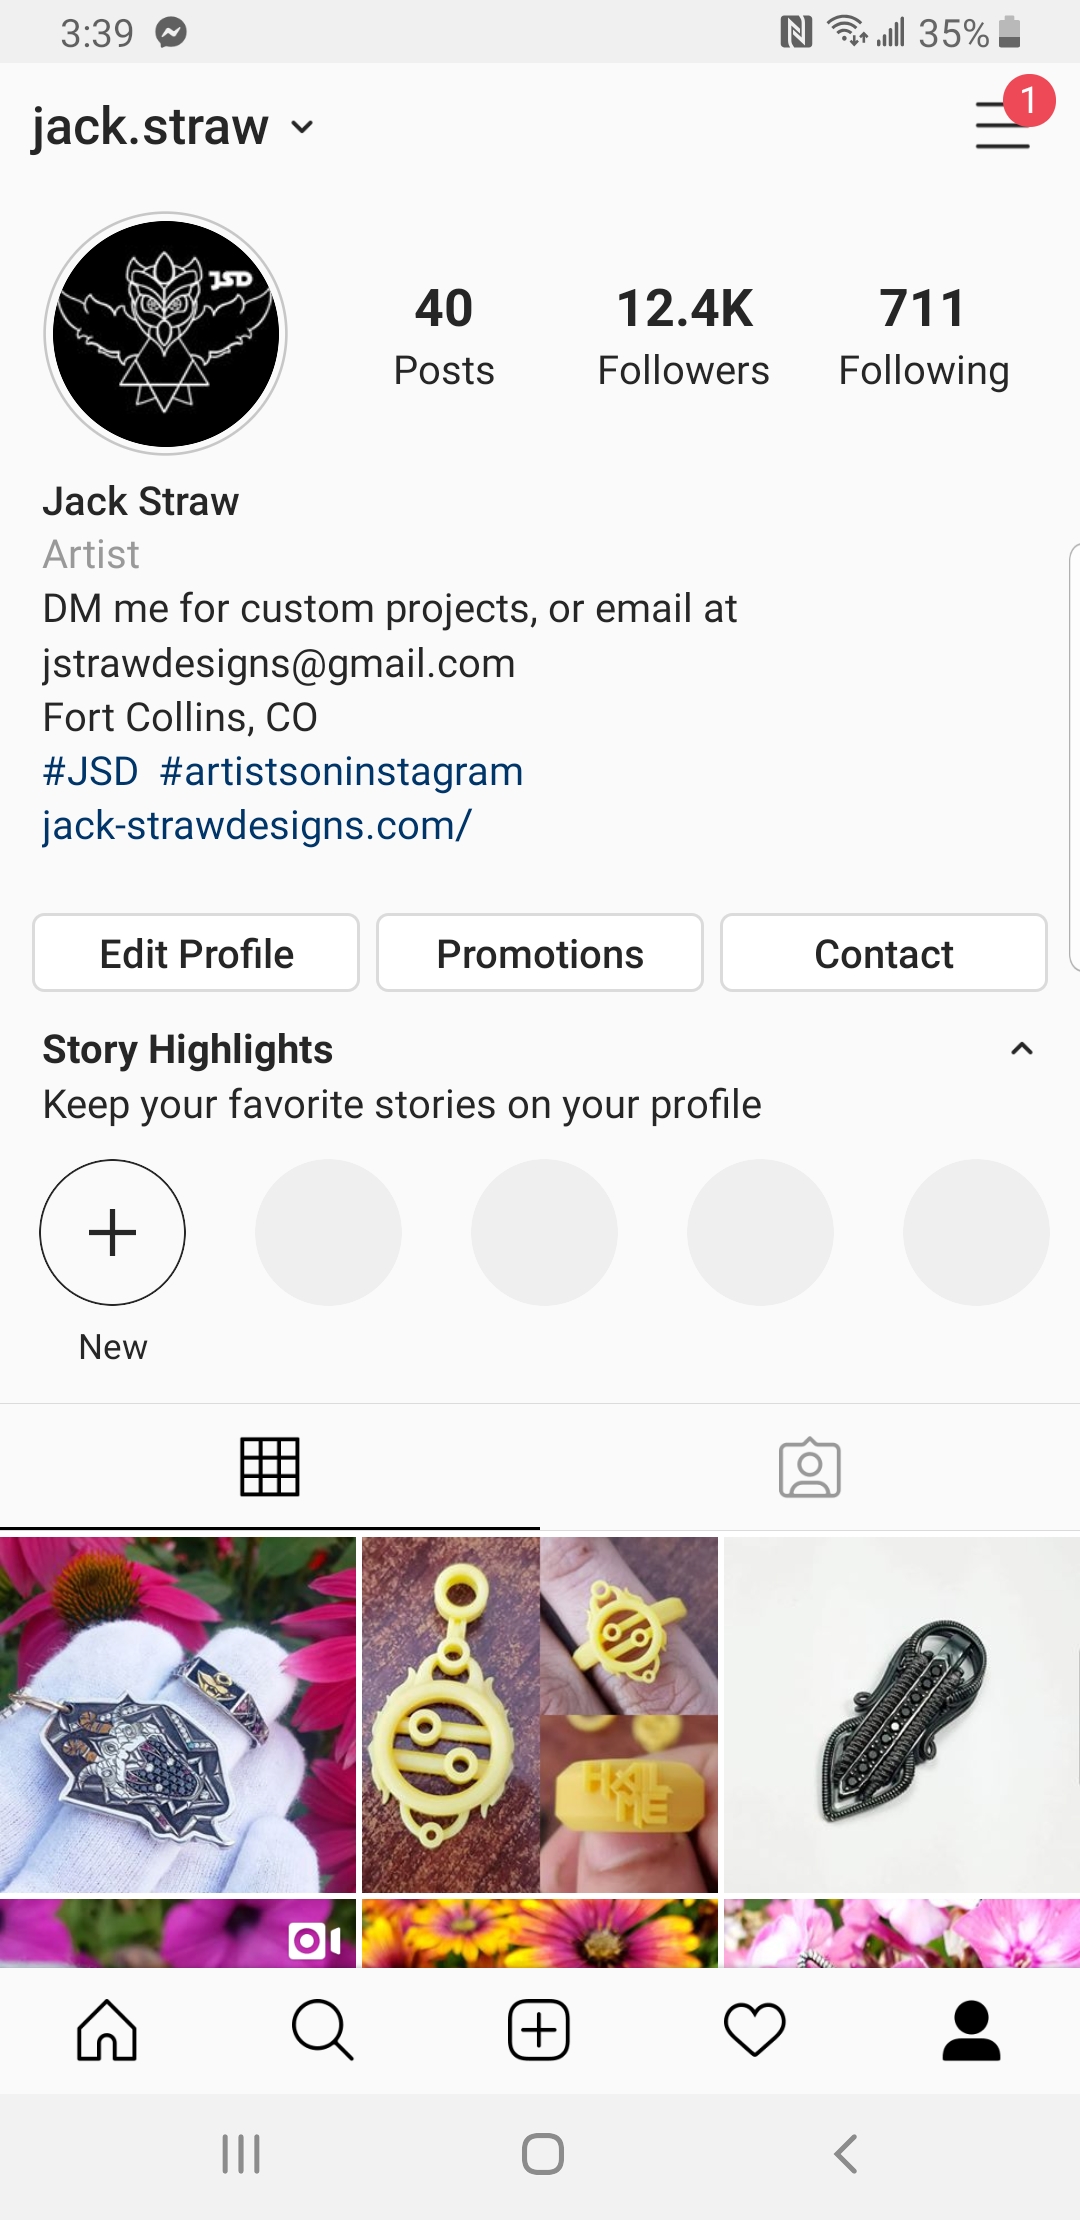 3:39
35%
jack.straw
1
JSD
40
12.4K
711
Posts
Followers
Following
Jack Straw
Artist
DM me for custom projects, or email at
jstrawdesigns@gmail.com
Fort Collins, CO
#JSD #artistsoninstagram
jack-strawdesigns.com/
Edit Profile
Promotions
Contact
Story Highlights
Keep your favorite stories on your profile
New